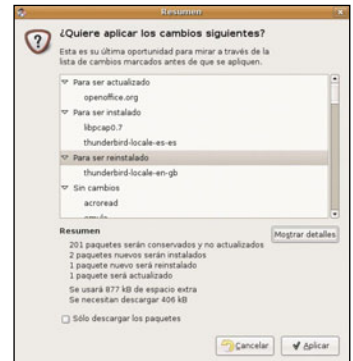 Resumen
¿Quiere aplicar los cambios siguientes?
Esta es su última oportunidad para mirar a través de la
lista de cambios marcados antes de que se apliquen.
Para ser actualizado
openoffice.org
Para ser instalado
libpcap0.7
thunderbird-locale-es-es
Para ser reinstalado
thunderbird-locale-en-gb
Sin cambios
acroread
Resumen
Mostrar detalles
201 paquetes serán conservados y no actualizados
2 paquetes nuevos serán instalados
1 paquete nuevo será reinstalado
1 paquete será actualizado
Se usará 877 kB de espacio extra
Se necesitan descargar 406 kB
Sólo descargar los paquetes
Cancelar
Aplicar